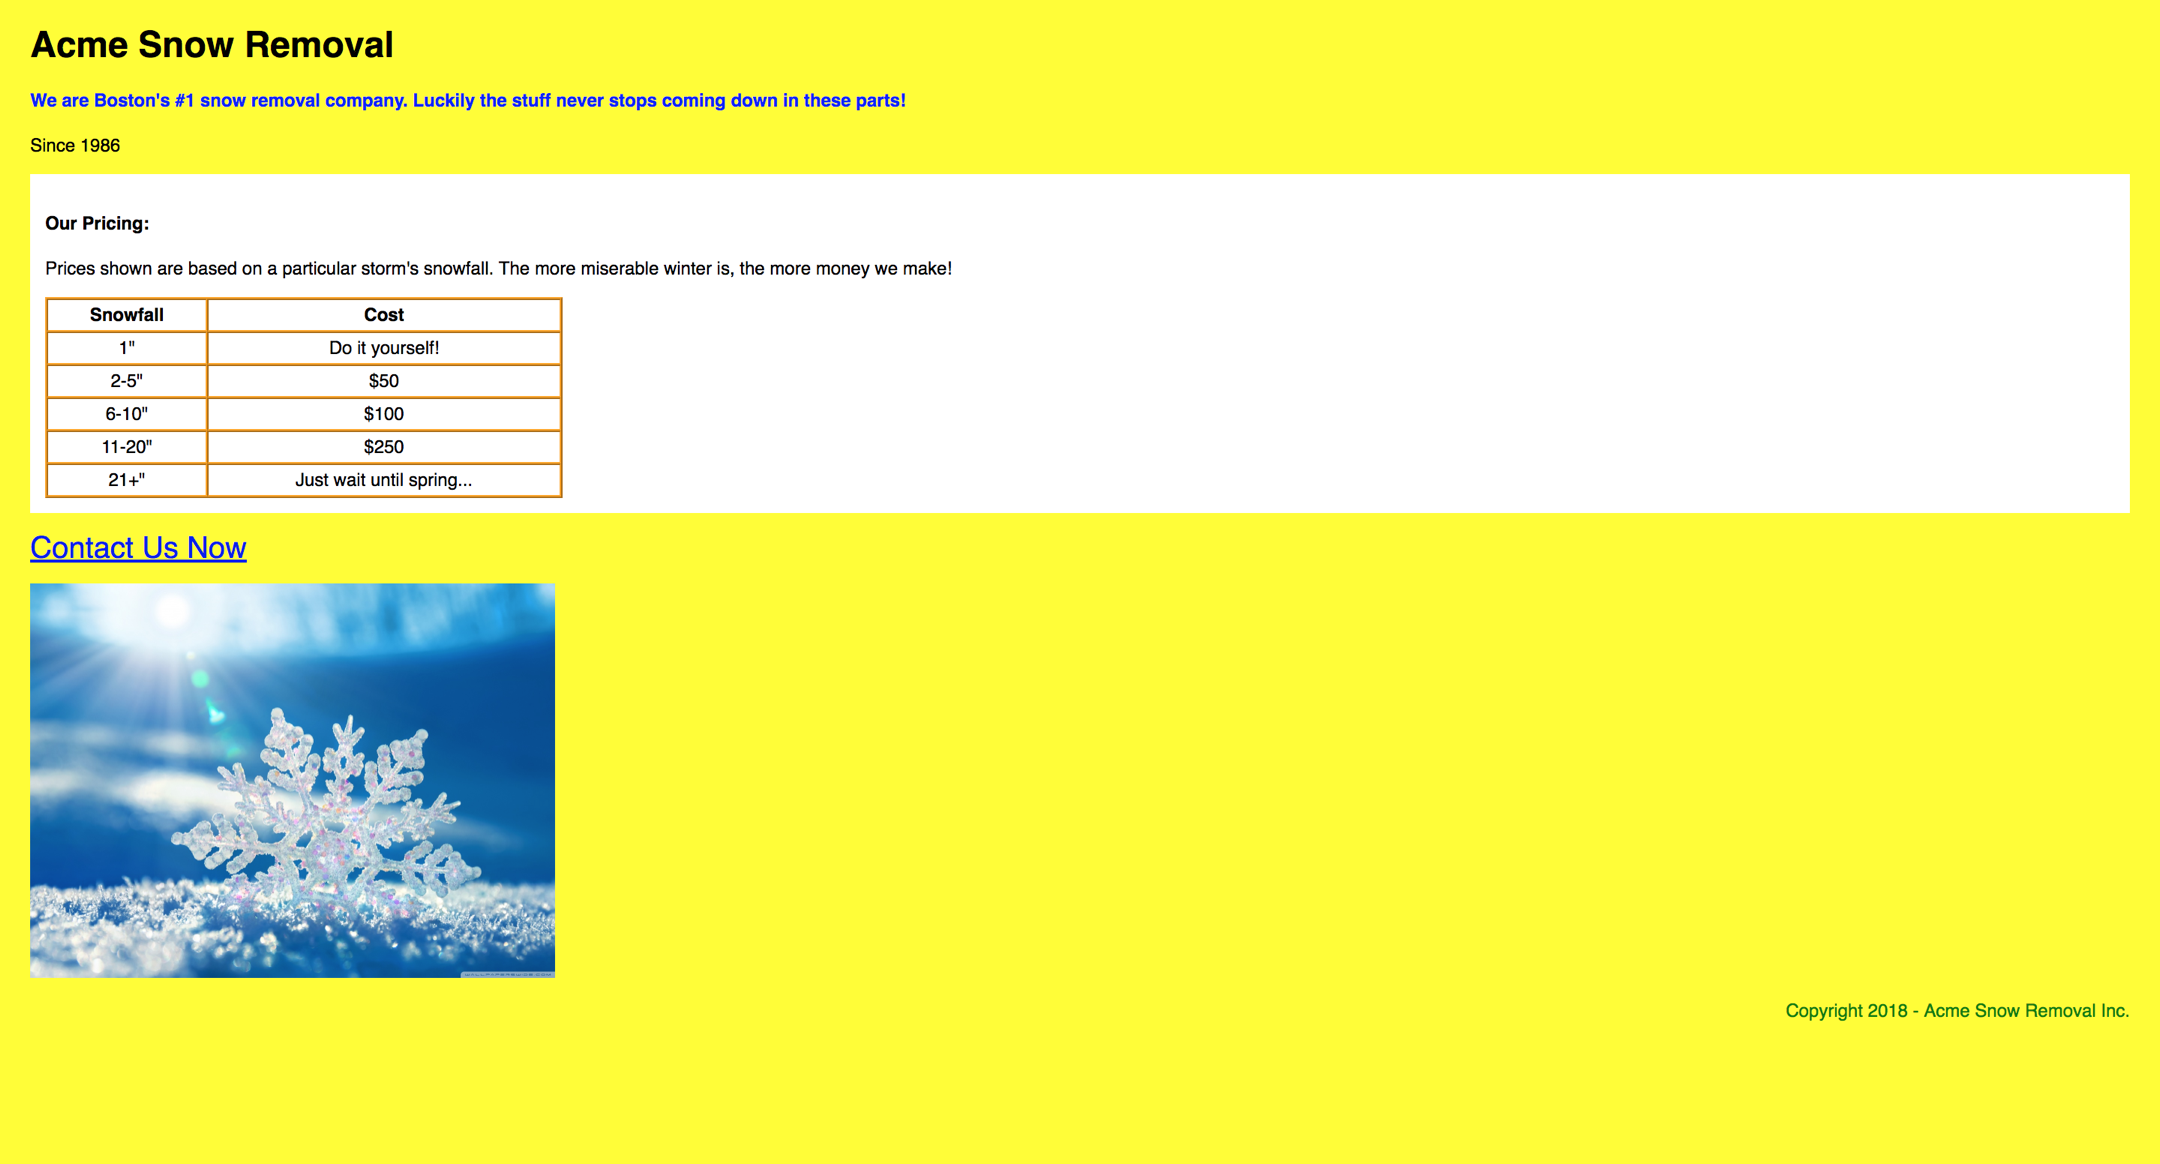 Acme Snow Removal
We are Boston's #1 snow removal company. Luckily the stuff never stops coming down in these parts!
Since 1986
Our Pricing:
Prices shown are based on a particular storm's snowfall. The more miserable winter is, the more money we make!
Snowfall Cost
1" Do it yourself!
2-5" $50
6-10" $100
11-20" $250
21+" Just wait until spring...
Contact Us Now
Copyright 2018 - Acme Snow Removal Inc.